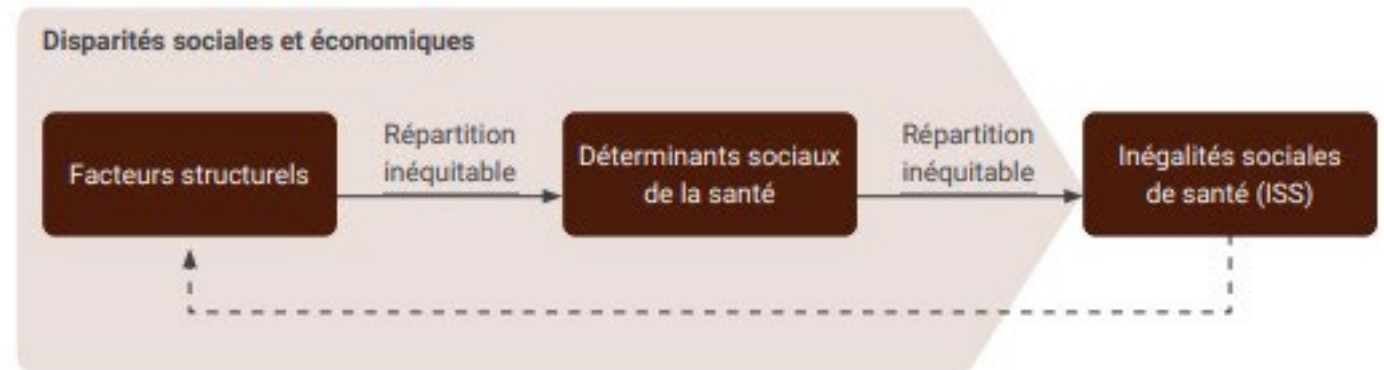 Disparités sociales et économiques
Facteurs structurels
Répartition
inéquitable
Déterminants sociaux
de la santé
Répartition
inéquitable
Inégalités sociales
de santé (ISS)